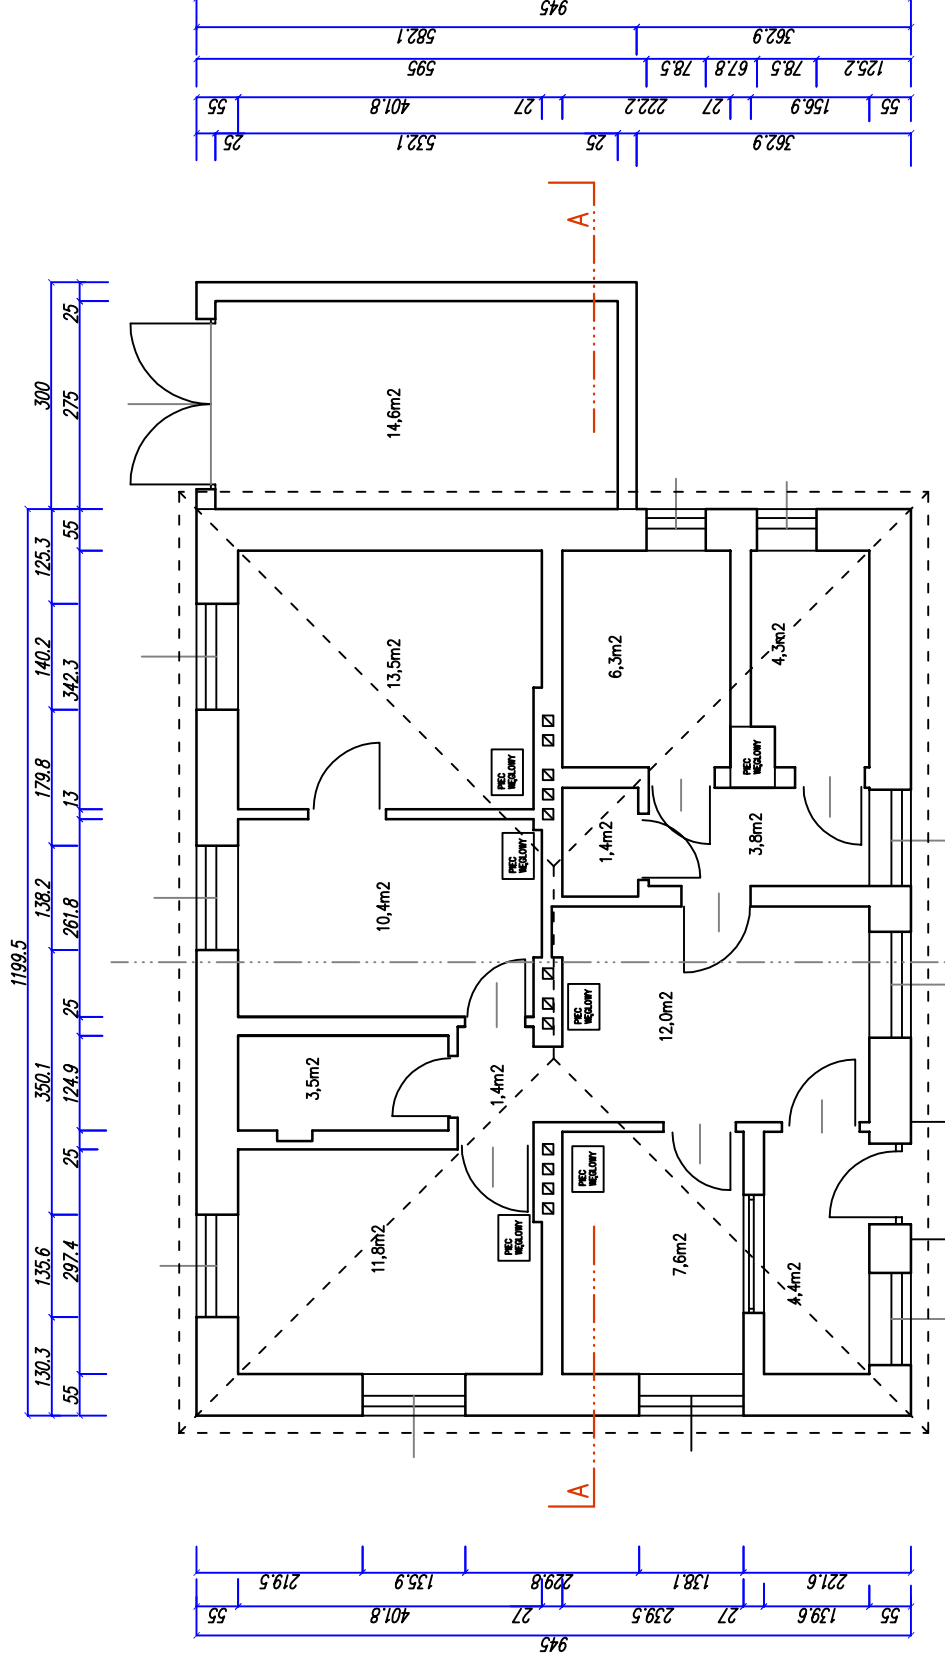 945
582.1
362.9
595
78.5
67.8
78.5
125.2
55
401.8
27
222.2
27
156.9
55
25
532.1
25
362.9
A
300
25
275
14,6m2
1199.5
125.3
140.2
179.8
138.2
350.1
135.6
130.3
55
342.3
13
261.8
25
124.9
25
297.4
55
13,5m2
6,3m2
4,3m2
PIEC
WĘGLOWY
PIEC
WĘGLOWY
1,4m2
3,8m2
PIEC
WĘGLOWY
10,4m2
12,0m2
PIEC
WĘGLOWY
3,5m2
1,4m2
PIEC
WĘGLOWY
11,8m2
PIEC
WĘGLOWY
7,6m2
4,4m2
A
219.5
135.9
229.8
138.1
221.6
55
401.8
27
239.5
27
139.6
55
945